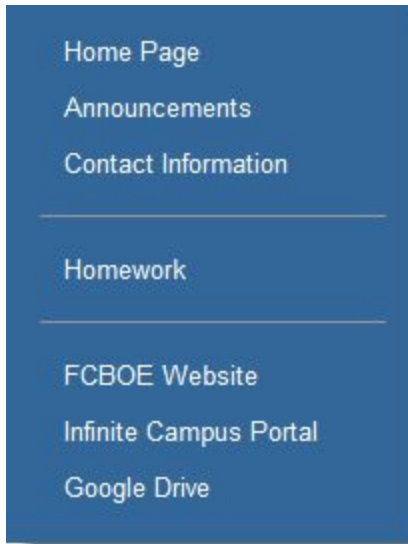 Home Page
Announcements
Contact Information
Homework
FCBOE Website
Infinite Campus Portal
Google Drive